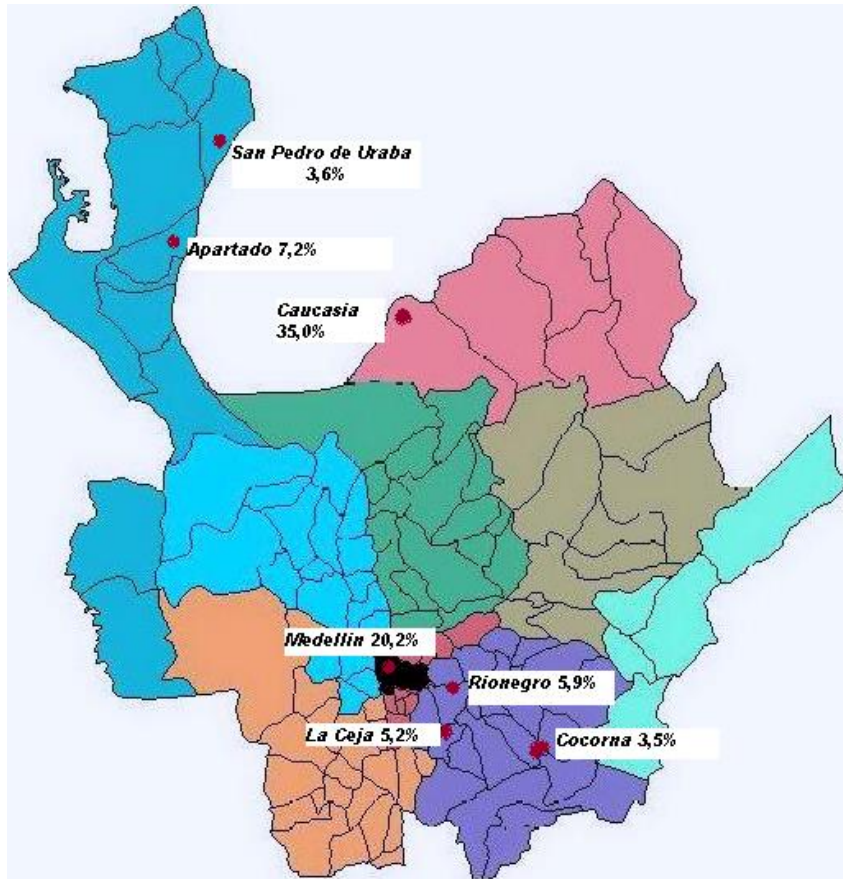 San Pedro de Uraba
3,6%
Apartado 7,2%
Caucasia
35,0%
Medellin 20,2%
Rionegro 5,9%
La Ceja 5,2%
Cocorna 3,5%